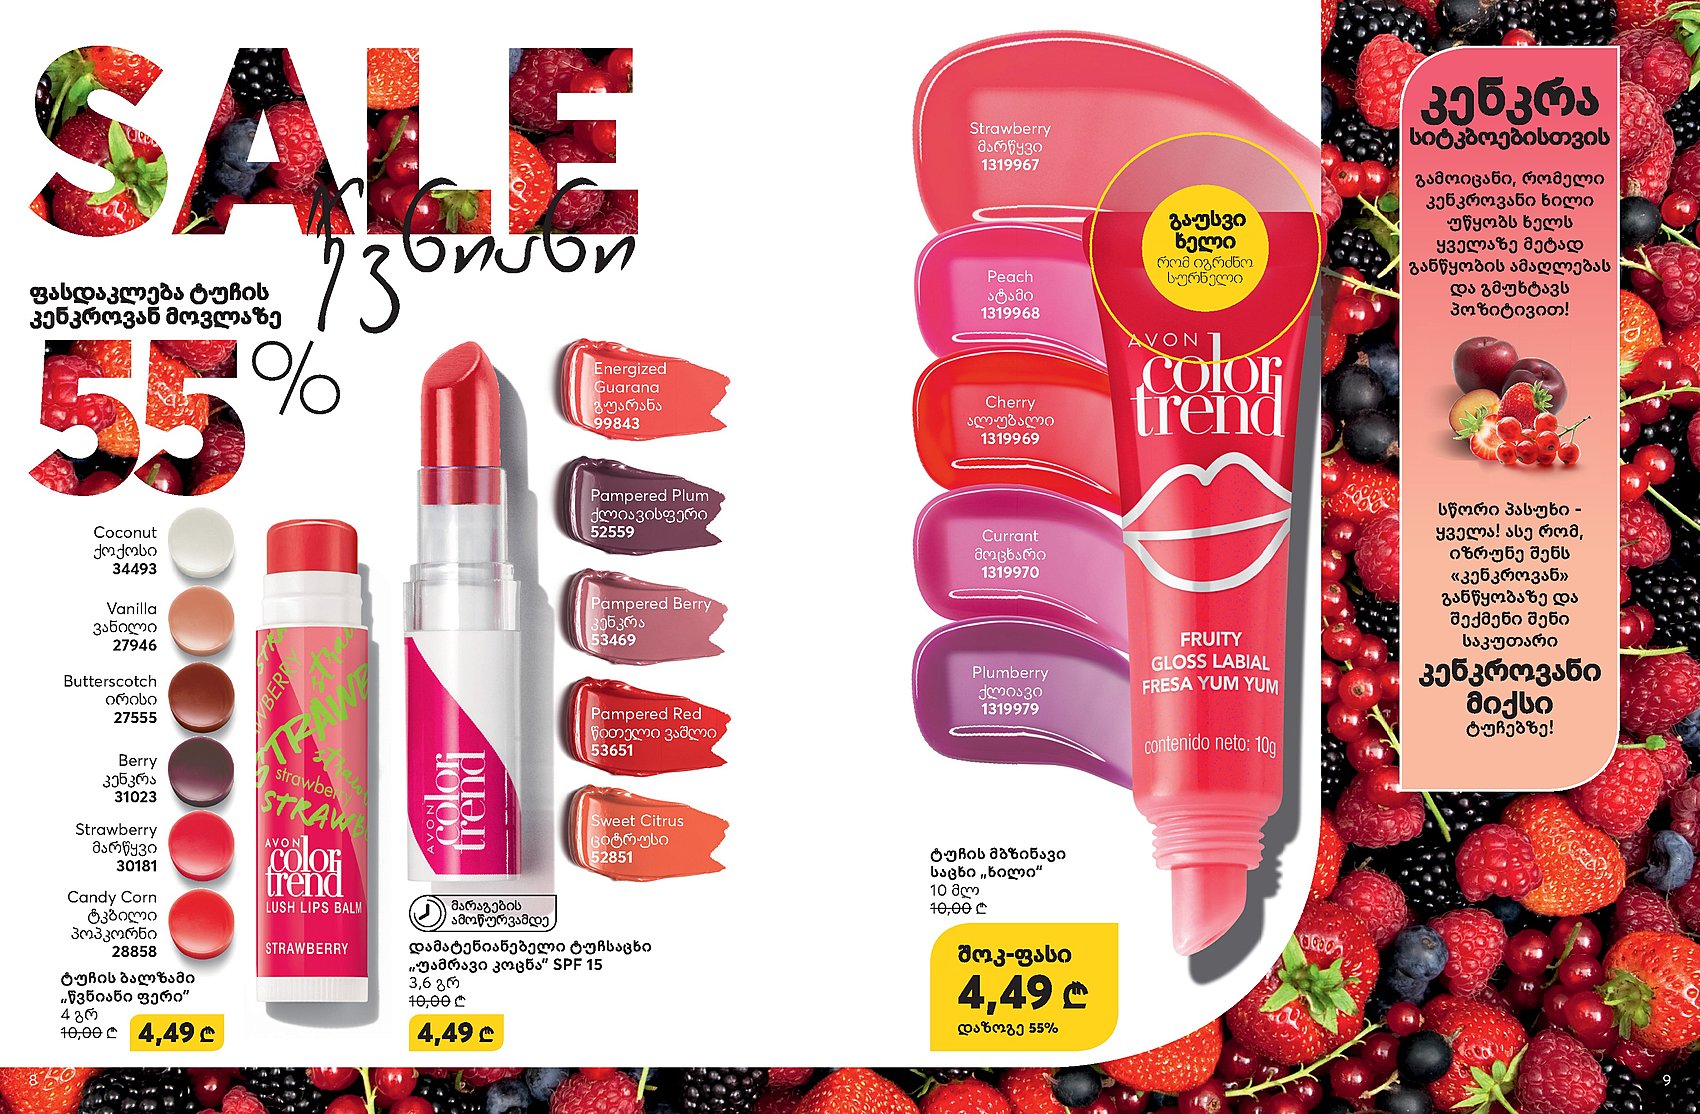 SALE
წვნიანი
ფასდაკლება ტუჩის
კენკროვან მოვლაზე
55%
Coconut
ქოქოსი
34493
Vanilla
ვანილი
27946
Butterscotch
ირისი
27555
Berry
კენკრა
31023
Strawberry
მარწყვი
30181
Candy Corn
ტკბილი
პოპკორნი
28858
ტუჩის ბალზამი
„წვნიანი ფერი“
4 გრ
10,00 ₾
4,49 ₾
STRAWBERRY
strawberry
STRAWB
AVON
color
trend
LUSH LIPS BALM
STRAWBERRY
AVON
color
trend
Energized
Guarana
გუარანა
99843
Pampered Plum
ქლიავისფერი
52559
Pampered Berry
კენკრა
53469
Pampered Red
წითელი ვაშლი
53651
Sweet Citrus
ციტრუსი
52851
მარაგების
ამოწურვამდე
დამატენიანებელი ტუჩსაცხი
„უამრავი კოცნა“ SPF 15
3,6 გრ
10,00 ₾
4,49 ₾
8
Strawberry
მარწყვი
1319967
Peach
ატამი
1319968
Cherry
ალუბალი
1319969
Currant
მოცხარი
1319970
Plumberry
ქლიავი
1319979
გაუსვი
ხელი
რომ იგრძნო
სურნელი
AVON
color
trend
FRUITY
GLOSS LABIAL
FRESA YUM YUM
contenido neto: 10g
ტუჩის მბზინავი
საცხი „ხილი“
10 მლ
10,00 ₾
შოკ-ფასი
4,49 ₾
დაზოგე 55%
კენკრა
სიტკბოებისთვის
გამოიცანი, რომელი
კენკროვანი ხილი
უწყობს ხელს
ყველაზე მეტად
განწყობის ამაღლებას
და გმუხტავს
პოზიტივით!
სწორი პასუხი -
ყველა! ასე რომ,
იზრუნე შენს
«კენკროვან»
განწყობაზე და
შექმენი შენი
საკუთარი
კენკროვანი
მიქსი
ტუჩებზე!
9